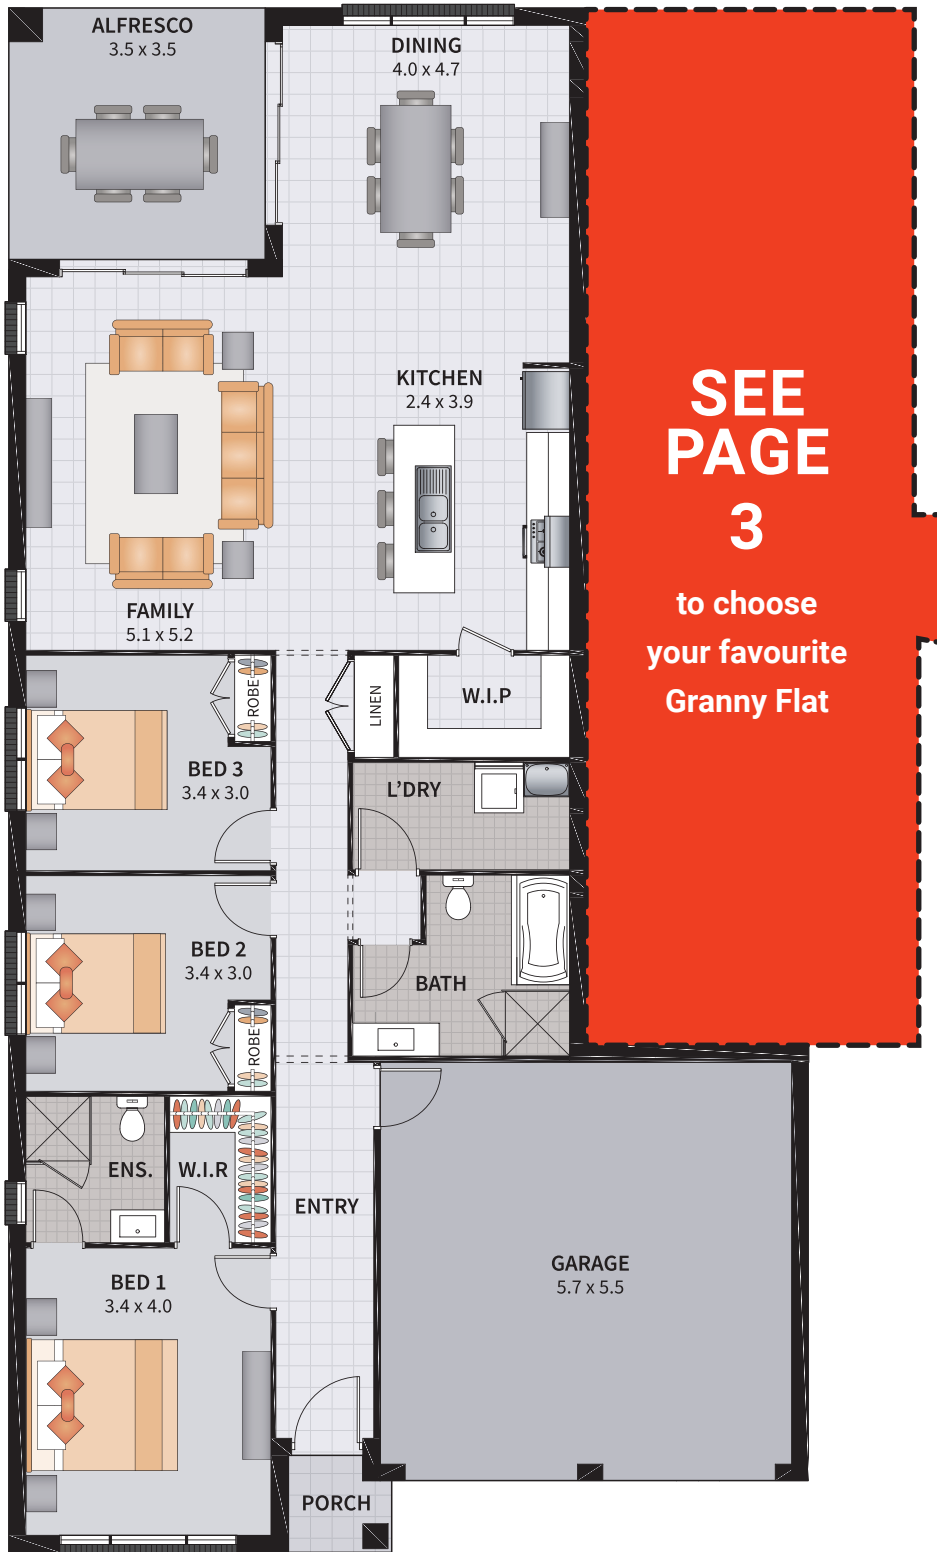 ALFRESCO
3.5 x 3.5
DINING
4.0 x 4.7
KITCHEN
2.4 x 3.9
SEE
PAGE
3
to choose
your favourite
Granny Flat
FAMILY
5.1 x 5.2
ROBE
LINEN
W.I.P
BED 3
3.4 x 3.0
L’DRY
BED 2
3.4 x 3.0
BATH
ROBE
ENS.
W.I.R
ENTRY
GARAGE
5.7 x 5.5
BED 1
3.4 x 4.0
PORCH